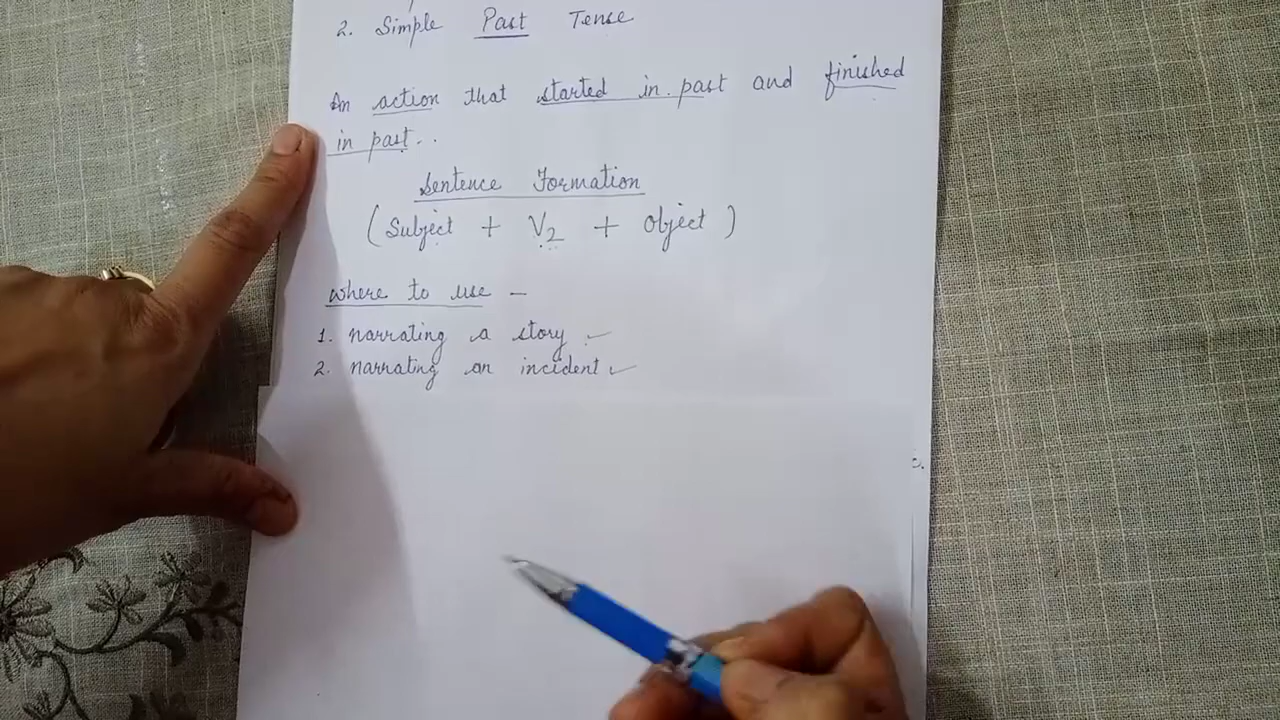 2. Simple Past Tense
An action that started in past and finished
in past..
Sentence Formation
(Subject + V2 + Object)
where to use -
1. narrating a story ✓
2. narrating an incident ✓